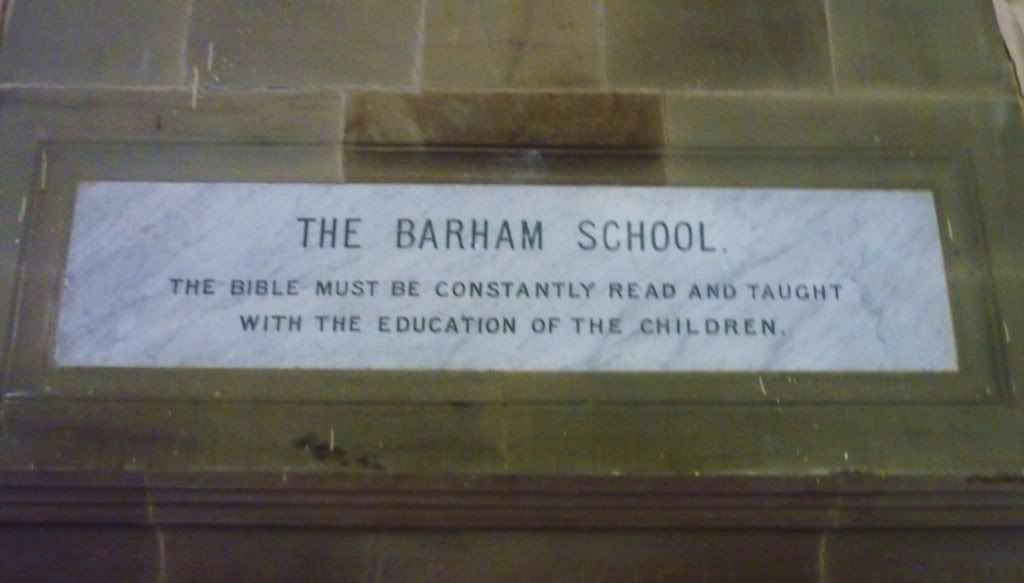 THE BARHAM SCHOOL.
THE BIBLE MUST BE CONSTANTLY READ AND TAUGHT
WITH THE EDUCATION OF THE CHILDREN.